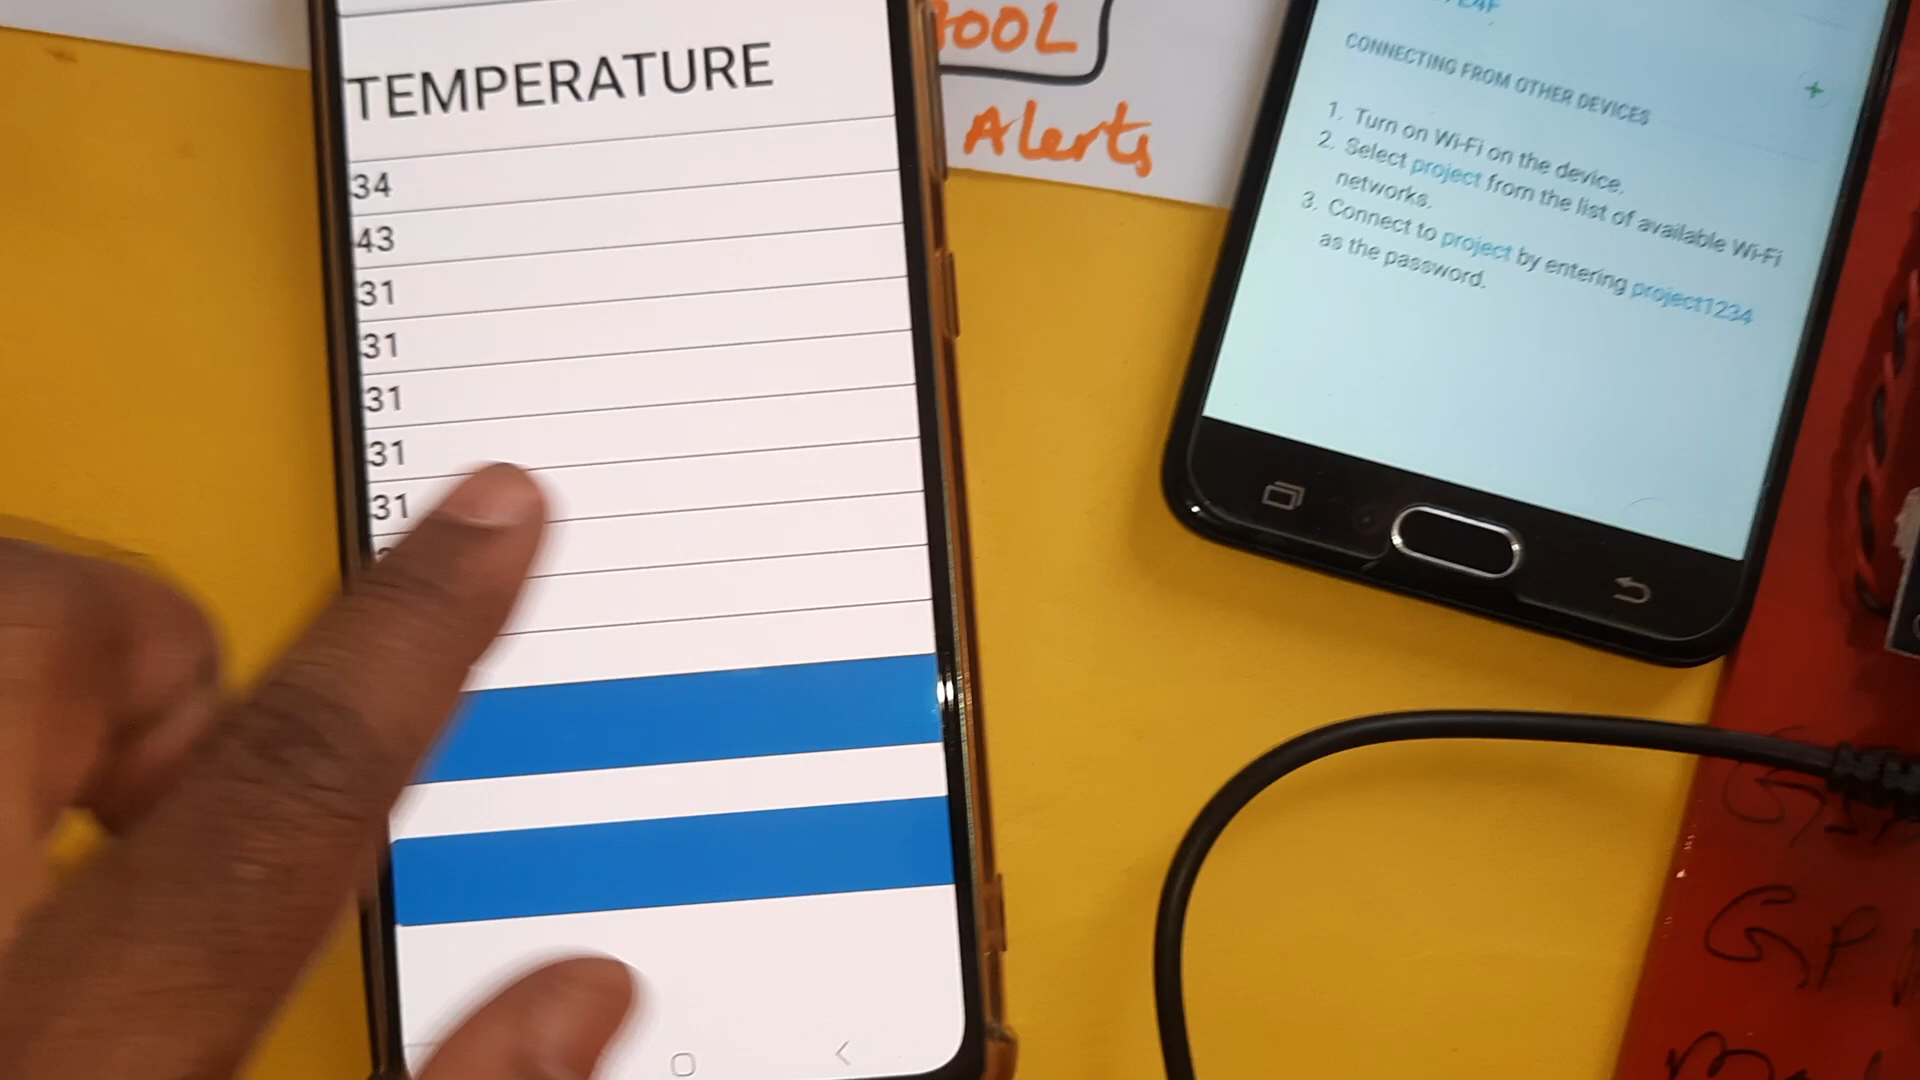 TEMPERATURE
34
43
31
31
31
31
31
Alerts
CONNECTING FROM OTHER DEVICES
1. Turn on Wi-Fi on the device.
2. Select project from the list of available Wi-Fi
networks.
3. Connect to project by entering project1234
as the password.